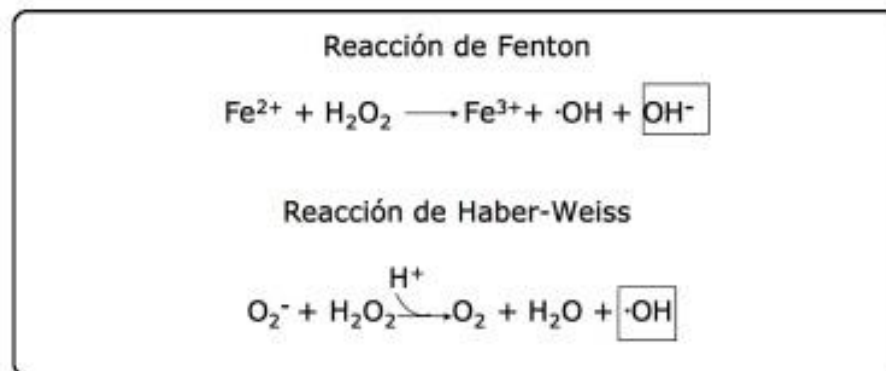 Reacción de Fenton
Fe²⁺ + H₂O₂ ⟶ Fe³⁺ + ·OH + OH⁻
Reacción de Haber-Weiss
H⁺
O₂⁻ + H₂O₂ ⟶ O₂ + H₂O + ·OH